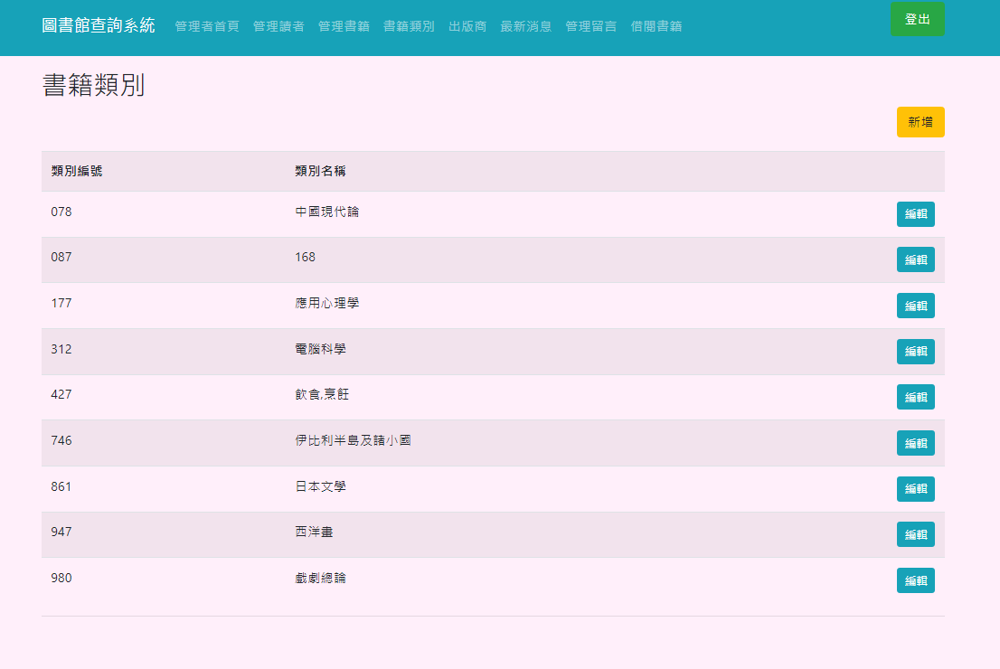 圖書館查詢系統 管理者首頁 管理讀者 管理書籍 書籍類別 出版商 最新消息 管理留言 借閱書籍 登出
書籍類別
新增
類別編號 類別名稱
078 中國現代論 編輯
087 168 編輯
177 應用心理學 編輯
312 電腦科學 編輯
427 飲食,烹飪 編輯
746 伊比利半島及諸小國 編輯
861 日本文學 編輯
947 西洋畫 編輯
980 戲劇總論 編輯